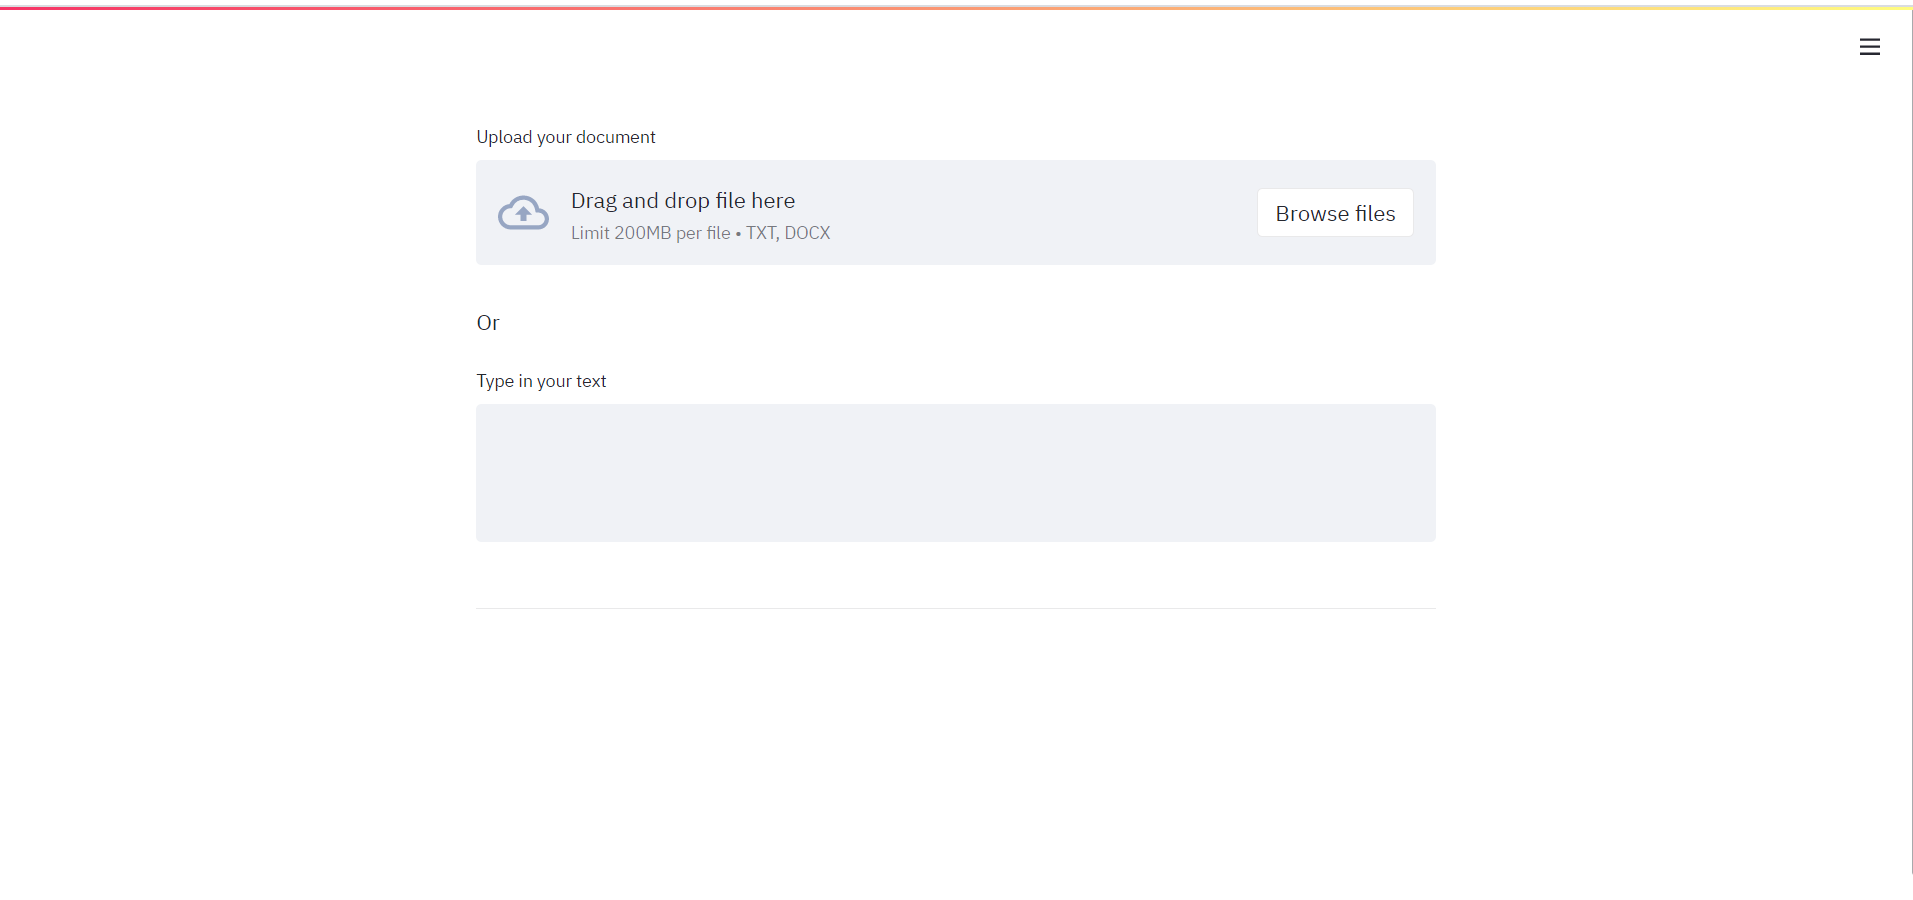 Upload your document
Drag and drop file here
Limit 200MB per file • TXT, DOCX
Browse files
Or
Type in your text